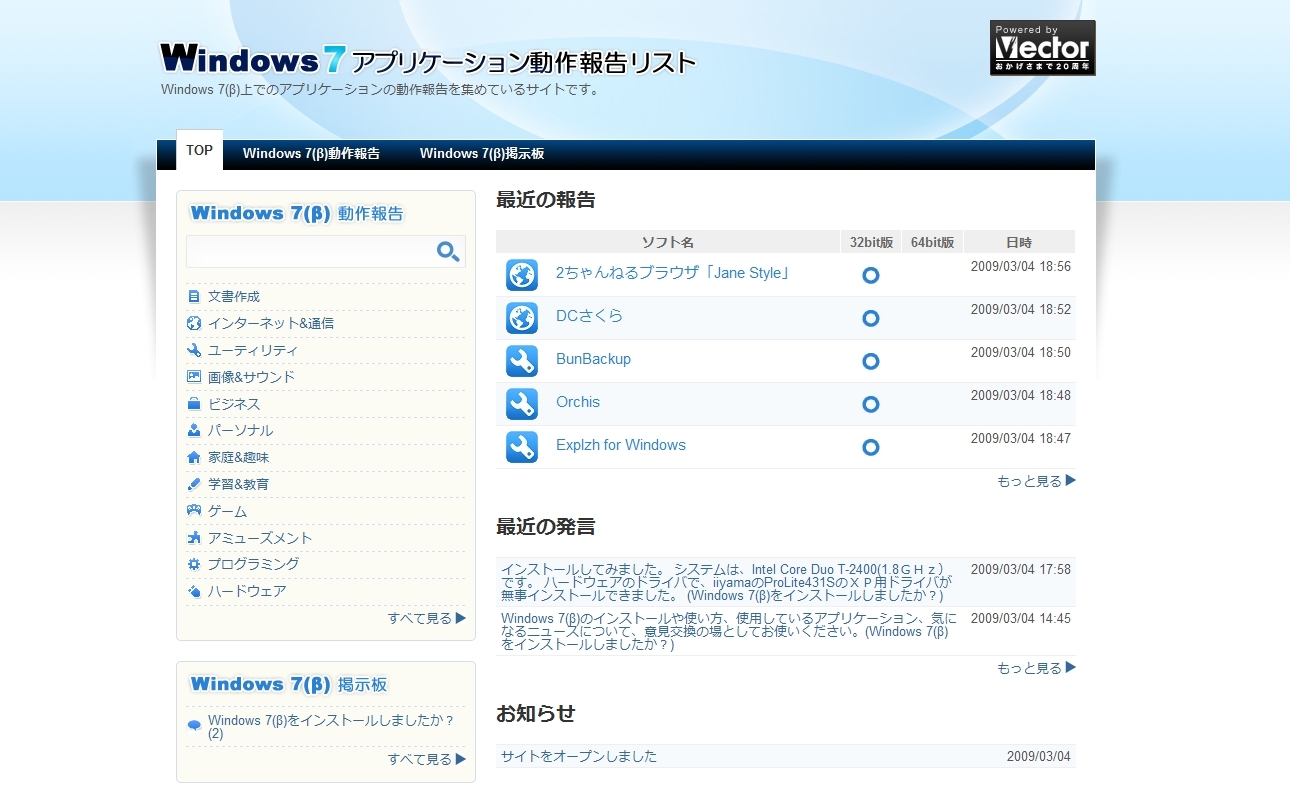 Windows 7 アプリケーション動作報告リスト
Windows 7(β)上でのアプリケーションの動作報告を集めているサイトです。
Powered by
Vector
おかげさまで20周年
TOP
Windows 7(β)動作報告
Windows 7(β)掲示板
Windows 7(β) 動作報告
文書作成
インターネット&通信
ユーティリティ
画像&サウンド
ビジネス
パーソナル
家庭&趣味
学習&教育
ゲーム
アミューズメント
プログラミング
ハードウェア
すべて見る
Windows 7(β) 掲示板
Windows 7(β)をインストールしましたか？
(2)
すべて見る
最近の報告
ソフト名 32bit版 64bit版 日時
2ちゃんねるブラウザ「Jane Style」 2009/03/04 18:56
DCさくら 2009/03/04 18:52
BunBackup 2009/03/04 18:50
Orchis 2009/03/04 18:48
Explzh for Windows 2009/03/04 18:47
もっと見る
最近の発言
インストールしてみました。 システムは、Intel Core Duo T-2400(1.8ＧＨｚ） 2009/03/04 17:58
です。 ハードウェアのドライバで、iiyamaのProLite431SのＸＰ用ドライバが
無事インストールできました。 (Windows 7(β)をインストールしましたか？)
Windows 7(β)のインストールや使い方、使用しているアプリケーション、気に 2009/03/04 14:45
なるニュースについて、意見交換の場としてお使いください。(Windows 7(β)
をインストールしましたか？)
もっと見る
お知らせ
サイトをオープンしました 2009/03/04